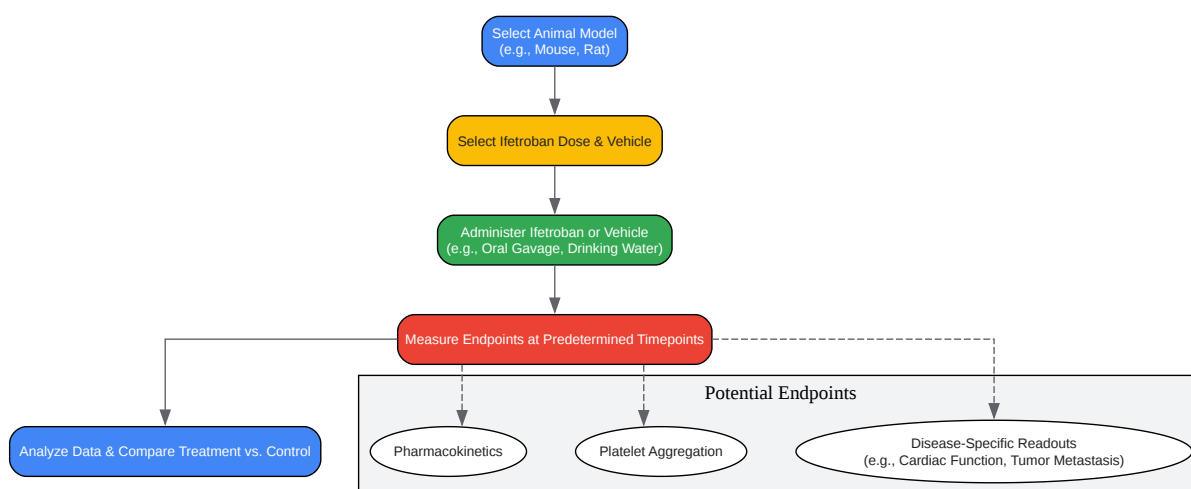 Select Animal Model
(e.g., Mouse, Rat)
Select Ifetroban Dose & Vehicle
Administer Ifetroban or Vehicle
(e.g., Oral Gavage, Drinking Water)
Measure Endpoints at Predetermined Timepoints
Potential Endpoints
Analyze Data & Compare Treatment vs. Control
Pharmacokinetics
Platelet Aggregation
Disease-Specific Readouts
(e.g., Cardiac Function, Tumor Metastasis)